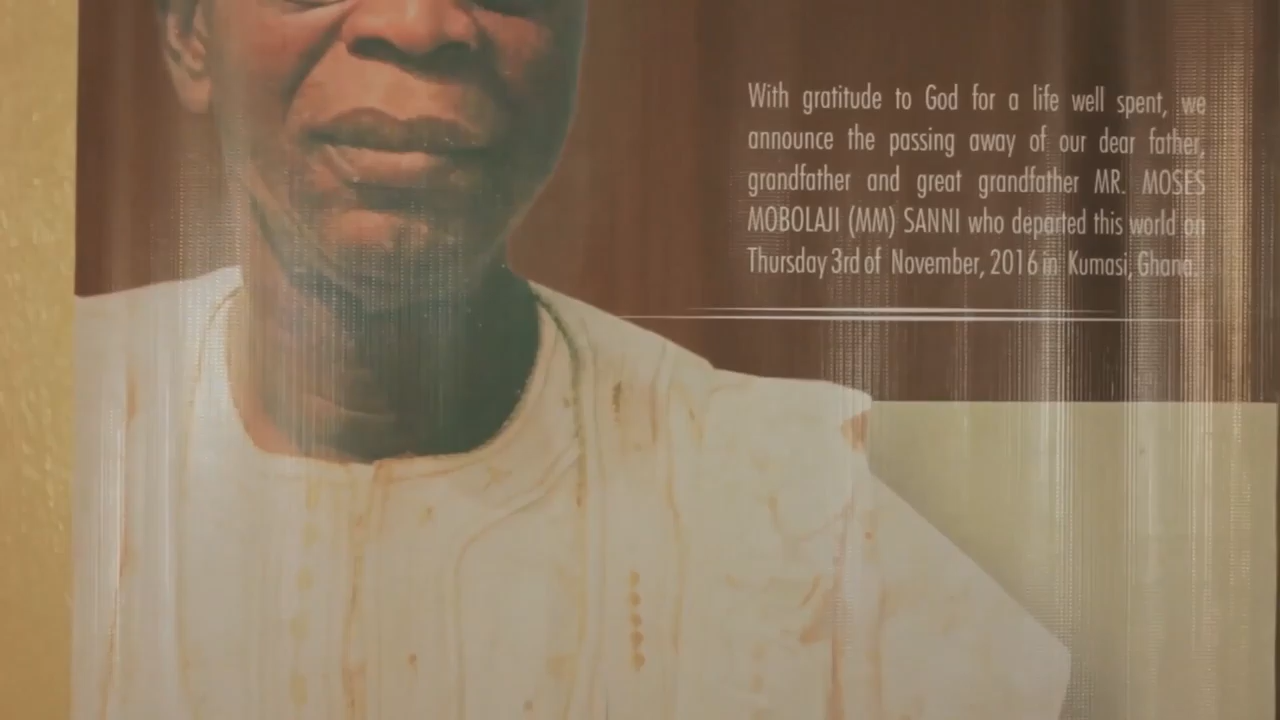 With gratitude to God for a life well spent, we
announce the passing away of our dear father,
grandfather and great grandfather MR. MOSES
MOBOLAJI (MM) SANNI who departed this world on
Thursday 3rd of November, 2016 in Kumasi, Ghana.